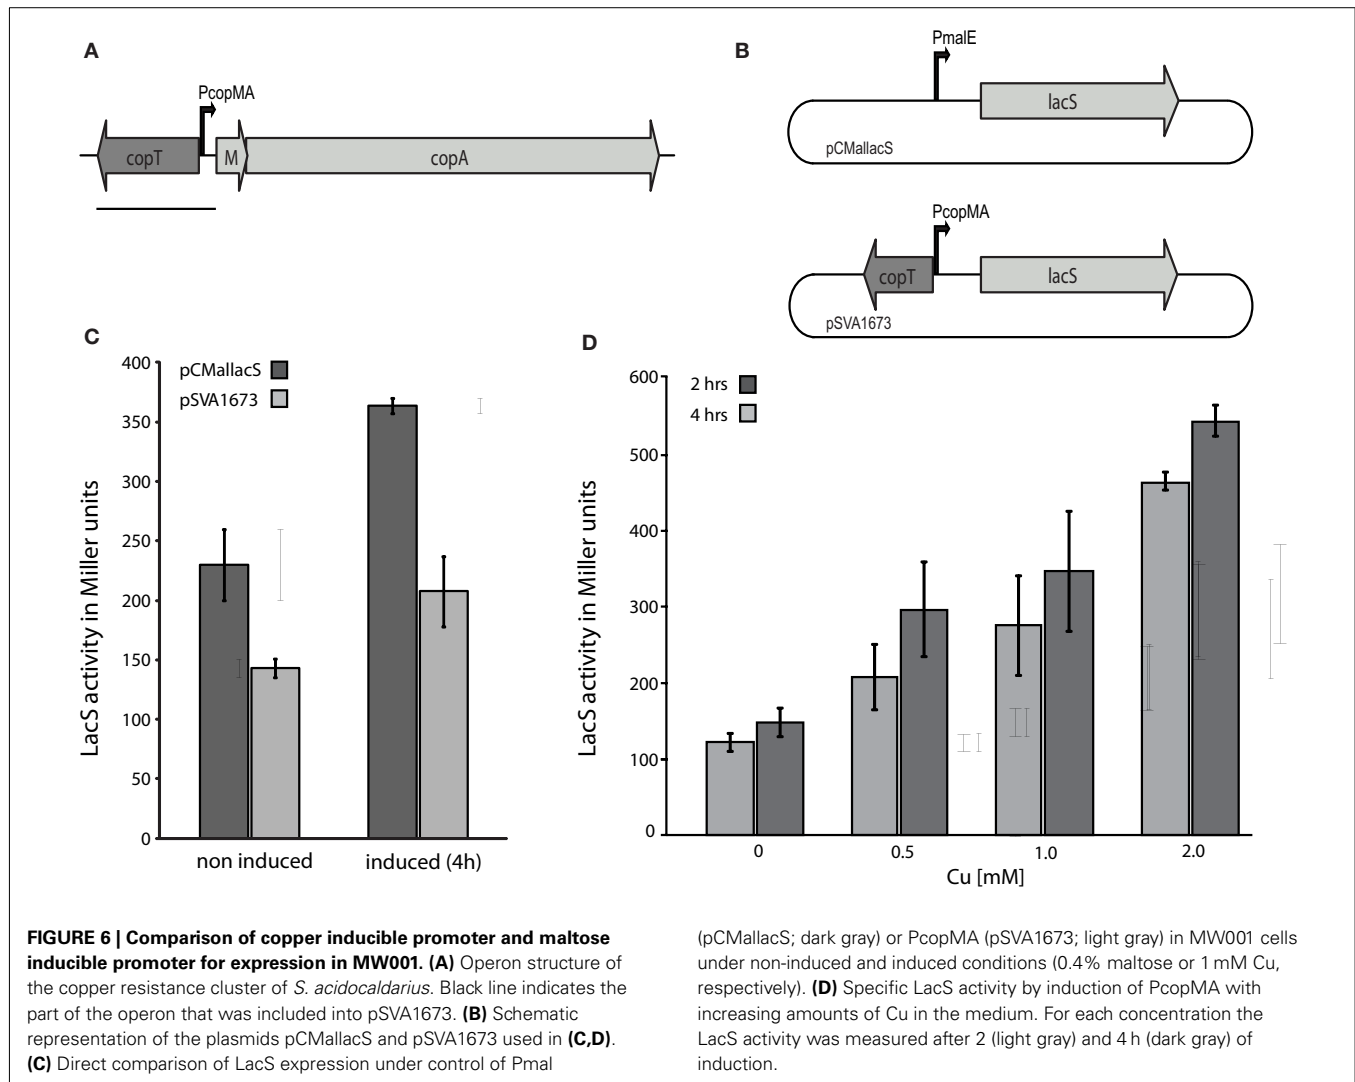 A
PcopMA
copT
M
copA
B
PmalE
lacS
pCMallacS
PcopMA
copT
lacS
pSVA1673
C
400
350
300
250
200
150
100
50
0
LacS activity in Miller units
pCMallacS
pSVA1673
non induced
induced (4h)
D
600
500
400
300
200
100
0
LacS activity in Miller units
2 hrs
4 hrs
0
0.5
1.0
2.0
Cu [mM]
FIGURE 6 | Comparison of copper inducible promoter and maltose
inducible promoter for expression in MW001. (A) Operon structure of
the copper resistance cluster of S. acidocaldarius. Black line indicates the
part of the operon that was included into pSVA1673. (B) Schematic
representation of the plasmids pCMallacS and pSVA1673 used in (C,D).
(C) Direct comparison of LacS expression under control of Pmal
(pCMallacS; dark gray) or PcopMA (pSVA1673; light gray) in MW001 cells
under non-induced and induced conditions (0.4% maltose or 1 mM Cu,
respectively). (D) Specific LacS activity by induction of PcopMA with
increasing amounts of Cu in the medium. For each concentration the
LacS activity was measured after 2 (light gray) and 4 h (dark gray) of
induction.